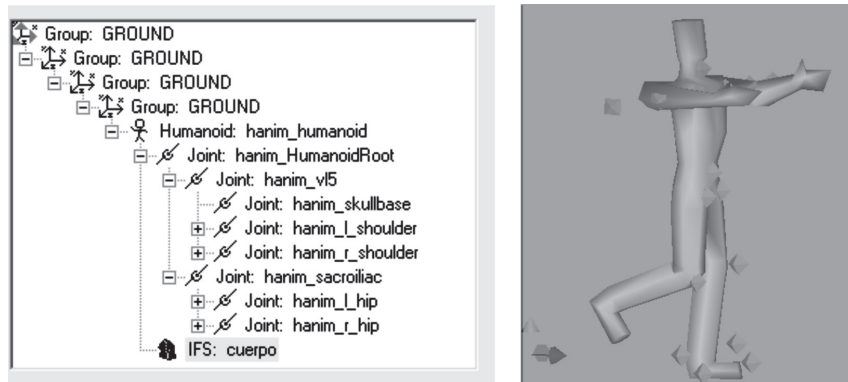 Group: GROUND
Group: GROUND
Group: GROUND
Group: GROUND
Humanoid: hanim_humanoid
Joint: hanim_HumanoidRoot
Joint: hanim_vl5
Joint: hanim_skullbase
Joint: hanim_l_shoulder
Joint: hanim_r_shoulder
Joint: hanim_sacroiliac
Joint: hanim_l_hip
Joint: hanim_r_hip
IFS: cuerpo